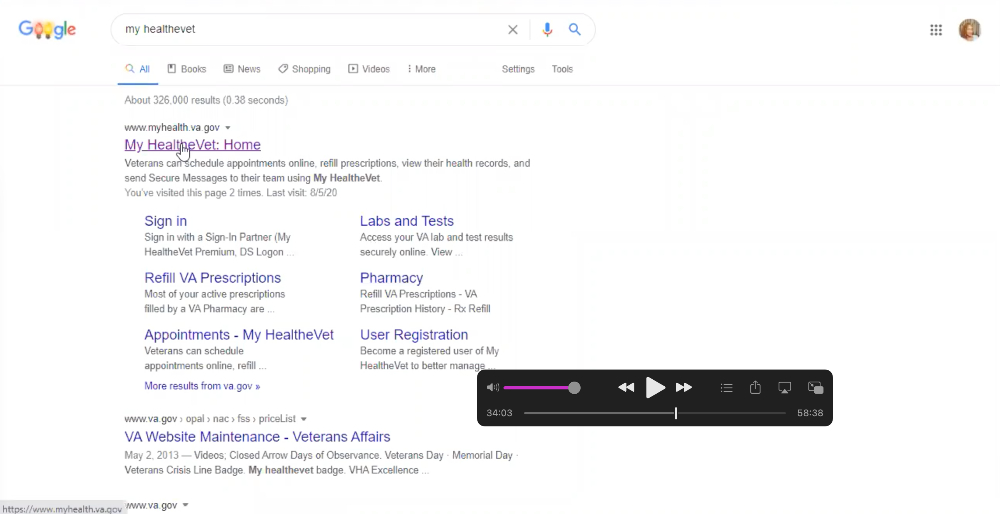 Google
my healthevet
All Books News Shopping Videos More Settings Tools
About 326,000 results (0.38 seconds)
www.myhealth.va.gov
My HealtheVet: Home
Veterans can schedule appointments online, refill prescriptions, view their health records, and
send Secure Messages to their team using My HealtheVet.
You've visited this page 2 times. Last visit: 8/5/20
Sign in
Sign in with a Sign-In Partner (My
HealtheVet Premium, DS Logon ...
Labs and Tests
Access your VA lab and test results
securely online. View ...
Refill VA Prescriptions
Most of your active prescriptions
filled by a VA Pharmacy are ...
Pharmacy
Refill VA Prescriptions - VA
Prescription History - Rx Refill
Appointments - My HealtheVet
Veterans can schedule
appointments online, refill ...
User Registration
Become a registered user of My
HealtheVet to better manage ...
More results from va.gov »
34:03 58:38
www.va.gov › opal › nac › fss › priceList
VA Website Maintenance - Veterans Affairs
May 2, 2013 — Videos; Closed Arrow Days of Observance. Veterans Day · Memorial Day ·
Veterans Crisis Line Badge. My healthevet badge. VHA Excellence ...
www.va.gov
https://www.myhealth.va.gov